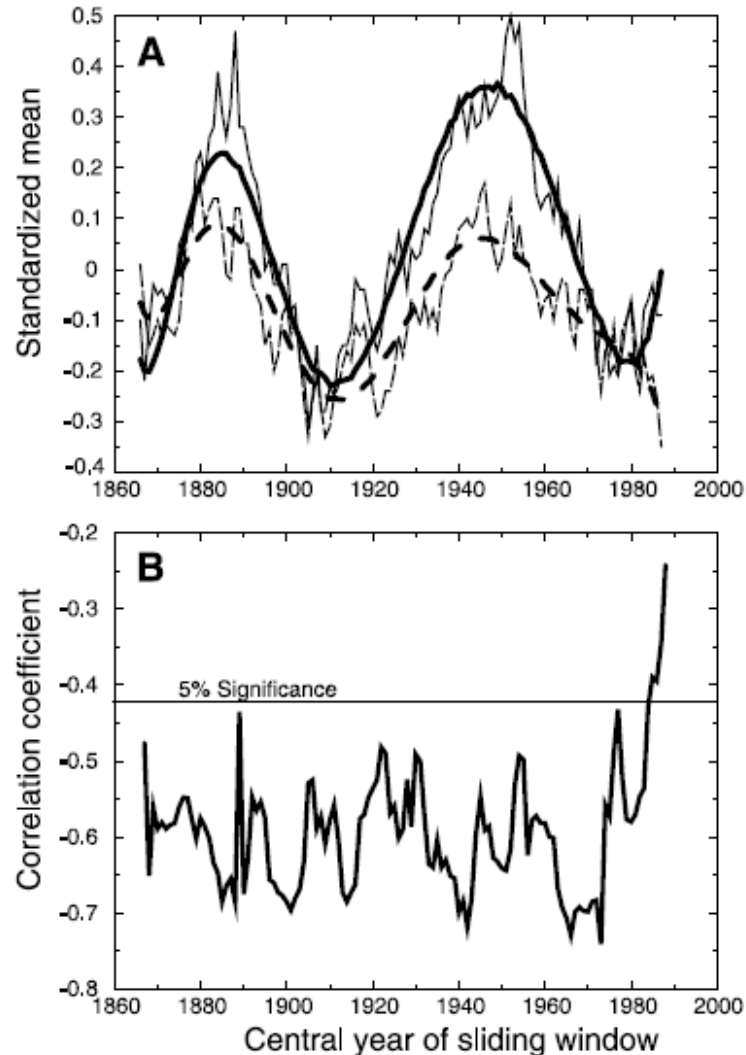 A
Standardized mean
0.5
0.4
0.3
0.2
0.1
0
-0.1
-0.2
-0.3
-0,4
1860 1880 1900 1920 1940 1960 1980 2000
B
Correlation coefficient
-0.2
-0.3
-0.4
-0.5
-0.6
-0.7
-0.8
5% Significance
1860 1880 1900 1920 1940 1960 1980 2000
Central year of sliding window